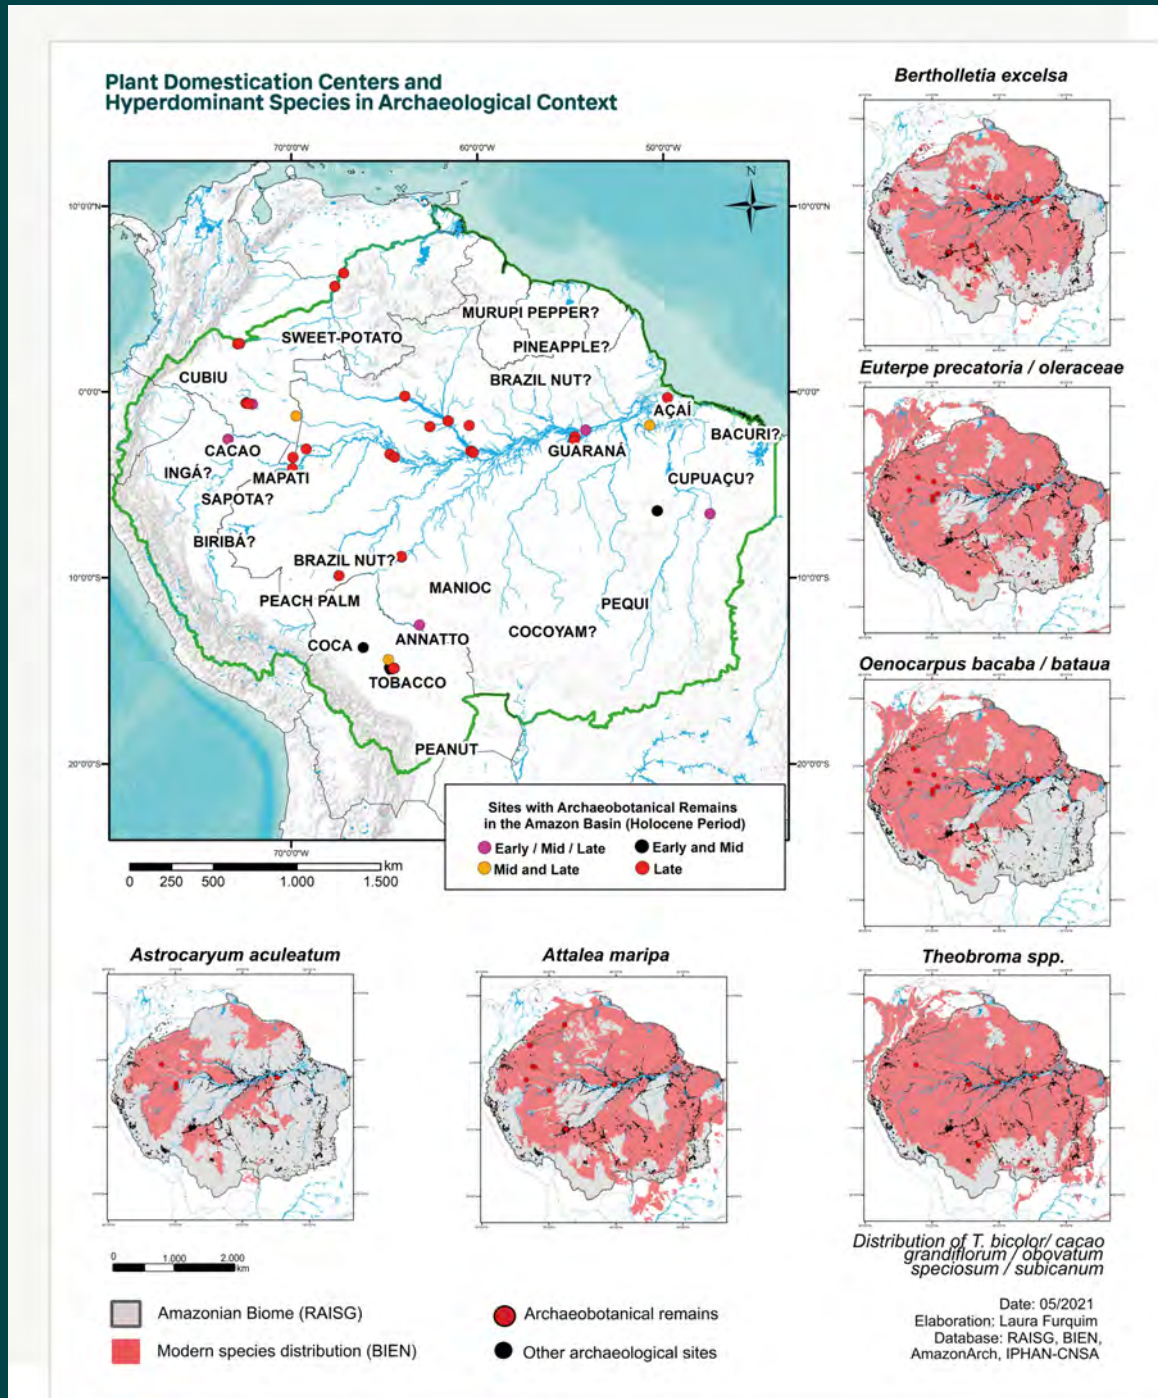 Plant Domestication Centers and
Hyperdominant Species in Archaeological Context
70°0'0"W
60°0'0"W
50°0'0"W
N
10°0'0"N
10°0'0"N
MURUPI PEPPER?
SWEET-POTATO
PINEAPPLE?
CUBIU
BRAZIL NUT?
0°0'0"
0°0'0"
AÇAÍ
BACURI?
CACAO
GUARANÁ
INGÁ?
MAPATI
CUPUAÇU?
SAPOTA?
BIRIBÁ?
BRAZIL NUT?
10°0'0"S
10°0'0"S
MANIOC
PEACH PALM
PEQUI
COCOYAM?
COCA
ANNATTO
TOBACCO
PEANUT
20°0'0"S
20°0'0"S
Sites with Archaeobotanical Remains
in the Amazon Basin (Holocene Period)
Early / Mid / Late
Early and Mid
Mid and Late
Late
70°0'0"W
km
0 250 500 1.000 1.500
Bertholletia excelsa
Euterpe precatoria / oleraceae
Oenocarpus bacaba / bataua
Astrocaryum aculeatum
Attalea maripa
Theobroma spp.
Distribution of T. bicolor/ cacao
grandiflorum / obovatum
speciosum / subicanum
0 1.000 2.000
km
Amazonian Biome (RAISG)
Modern species distribution (BIEN)
Archaeobotanical remains
Other archaeological sites
Date: 05/2021
Elaboration: Laura Furquim
Database: RAISG, BIEN,
AmazonArch, IPHAN-CNSA